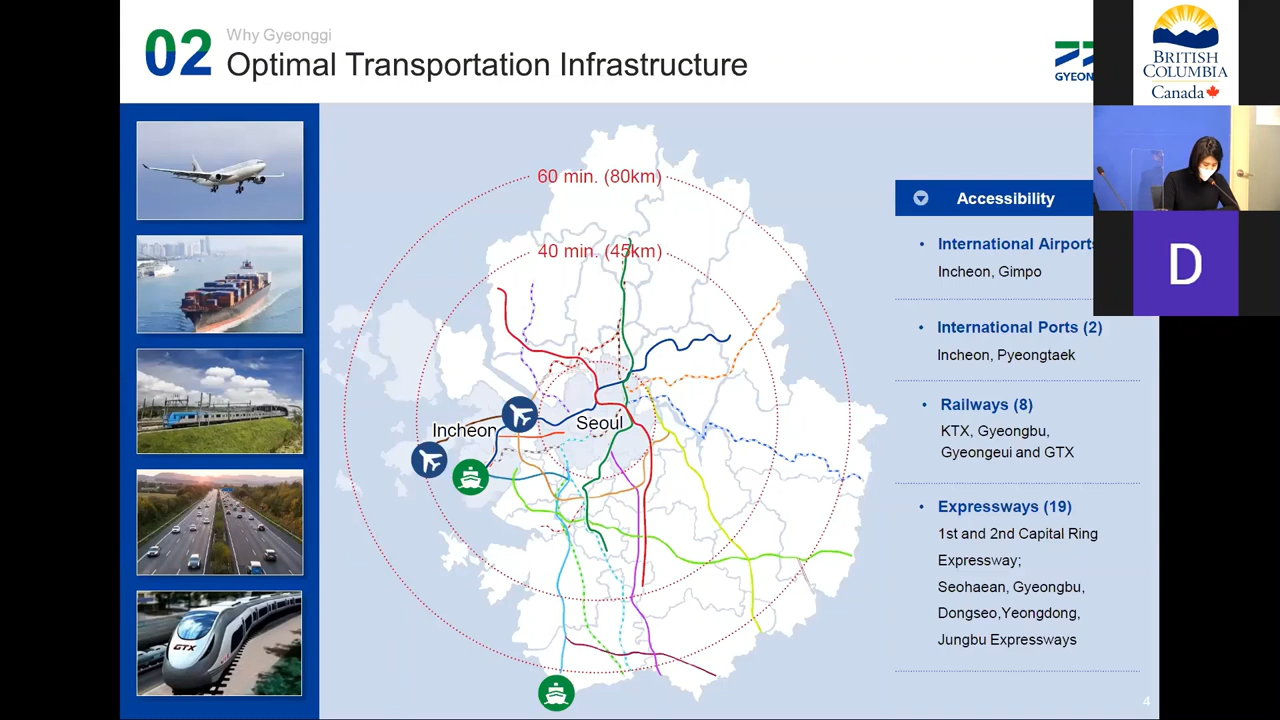 02
Why Gyeonggi
Optimal Transportation Infrastructure
GYEON
BRITISH
COLUMBIA
Canada
D
60 min. (80km)
40 min. (45km)
Incheon
Seoul
GTX
Accessibility
• International Airports
Incheon, Gimpo
• International Ports (2)
Incheon, Pyeongtaek
• Railways (8)
KTX, Gyeongbu,
Gyeongeui and GTX
• Expressways (19)
1st and 2nd Capital Ring
Expressway;
Seohaean, Gyeongbu,
Dongseo,Yeongdong,
Jungbu Expressways
4